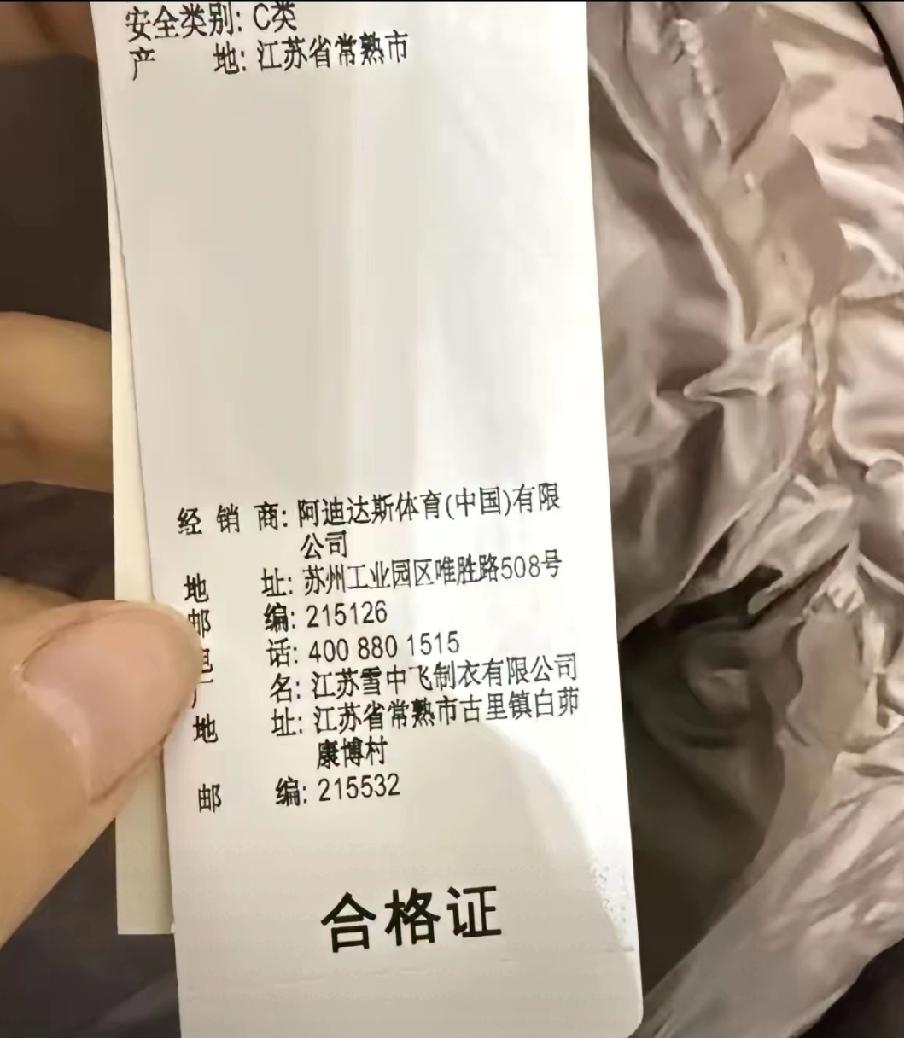 安全类别: C类
产 地: 江苏省常熟市
经 销 商: 阿迪达斯体育(中国)有限
公司
地 址: 苏州工业园区唯胜路508号
邮 编: 215126
电 话: 400 880 1515
名: 江苏雪中飞制衣有限公司
地 址: 江苏省常熟市古里镇白茆
康博村
邮 编: 215532
合格证